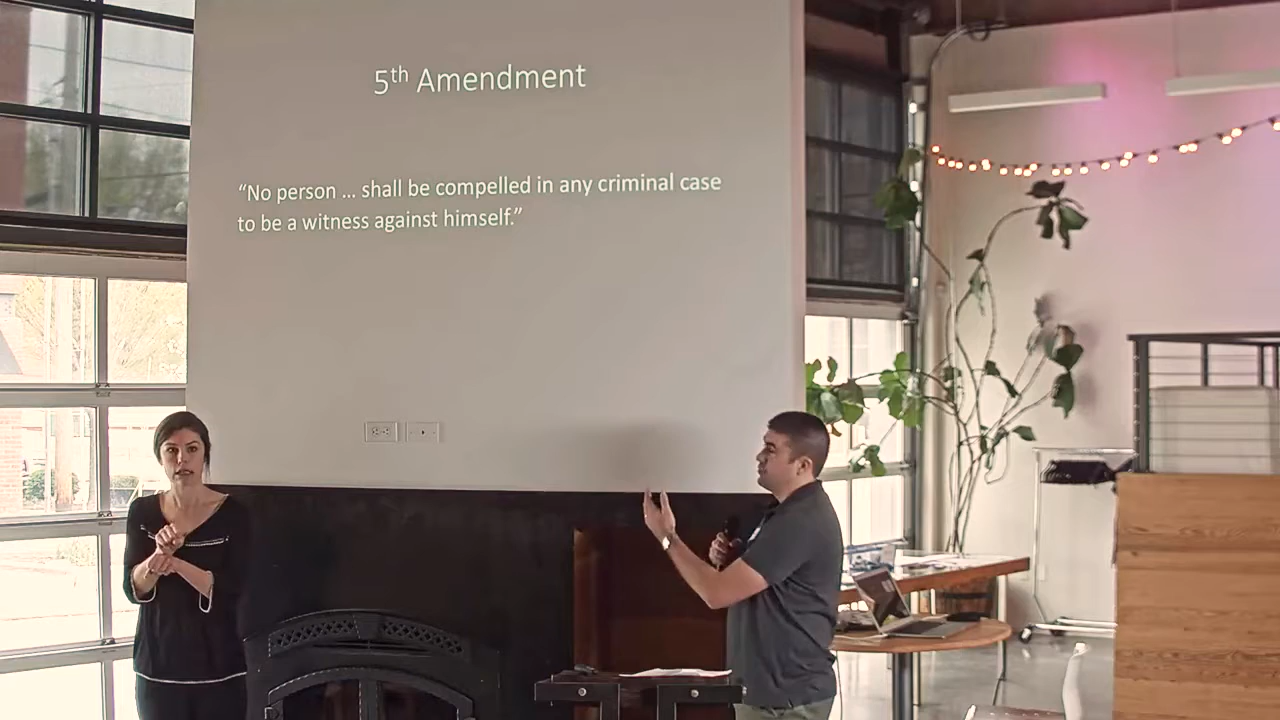 5th Amendment
“No person ... shall be compelled in any criminal case
to be a witness against himself.”